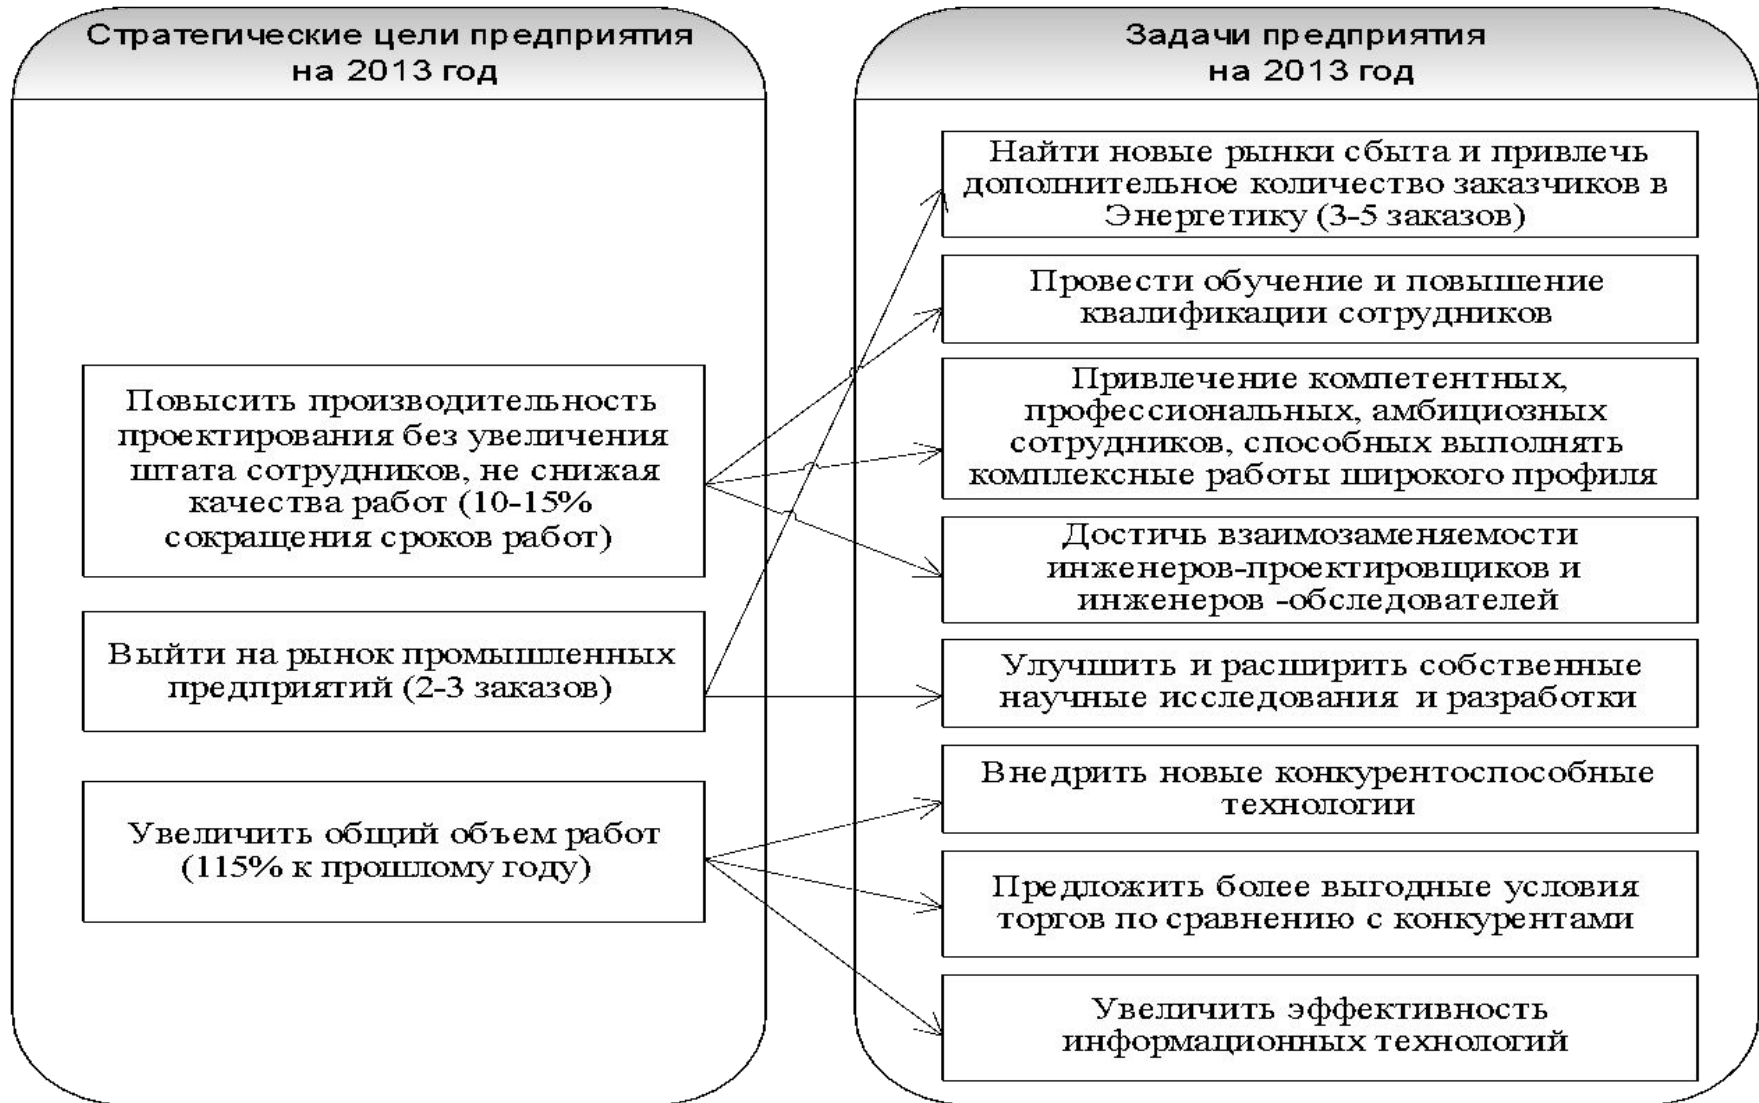 Стратегические цели предприятия
на 2013 год
Повысить производительность
проектирования без увеличения
штата сотрудников, не снижая
качества работ (10-15%
сокращения сроков работ)
Выйти на рынок промышленных
предприятий (2-3 заказов)
Увеличить общий объем работ
(115% к прошлому году)
Задачи предприятия
на 2013 год
Найти новые рынки сбыта и привлечь
дополнительное количество заказчиков в
Энергетику (3-5 заказов)
Провести обучение и повышение
квалификации сотрудников
Привлечение компетентных,
профессиональных, амбициозных
сотрудников, способных выполнять
комплексные работы широкого профиля
Достичь взаимозаменяемости
инженеров-проектировщиков и
инженеров -обследователей
Улучшить и расширить собственные
научные исследования  и разработки
Внедрить новые конкурентоспособные
технологии
Предложить более выгодные условия
торгов по сравнению с конкурентами
Увеличить эффективность
информационных технологий